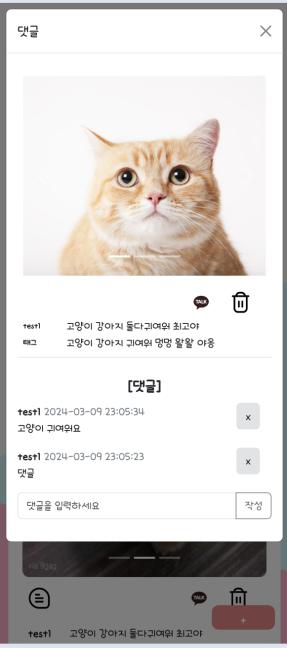 댓글
TALK
test1 고양이 강아지 둘다귀여워 최고야
태그 고양이 강아지 귀여워 멍멍 왈왈 야옹
[댓글]
test1 2024-03-09 23:05:34
x
고양이 귀여워요
test1 2024-03-09 23:05:23
x
댓글
댓글을 입력하세요 작성
via 9gag
TALK
+
test1 고양이 강아지 둘다귀여워 최고야